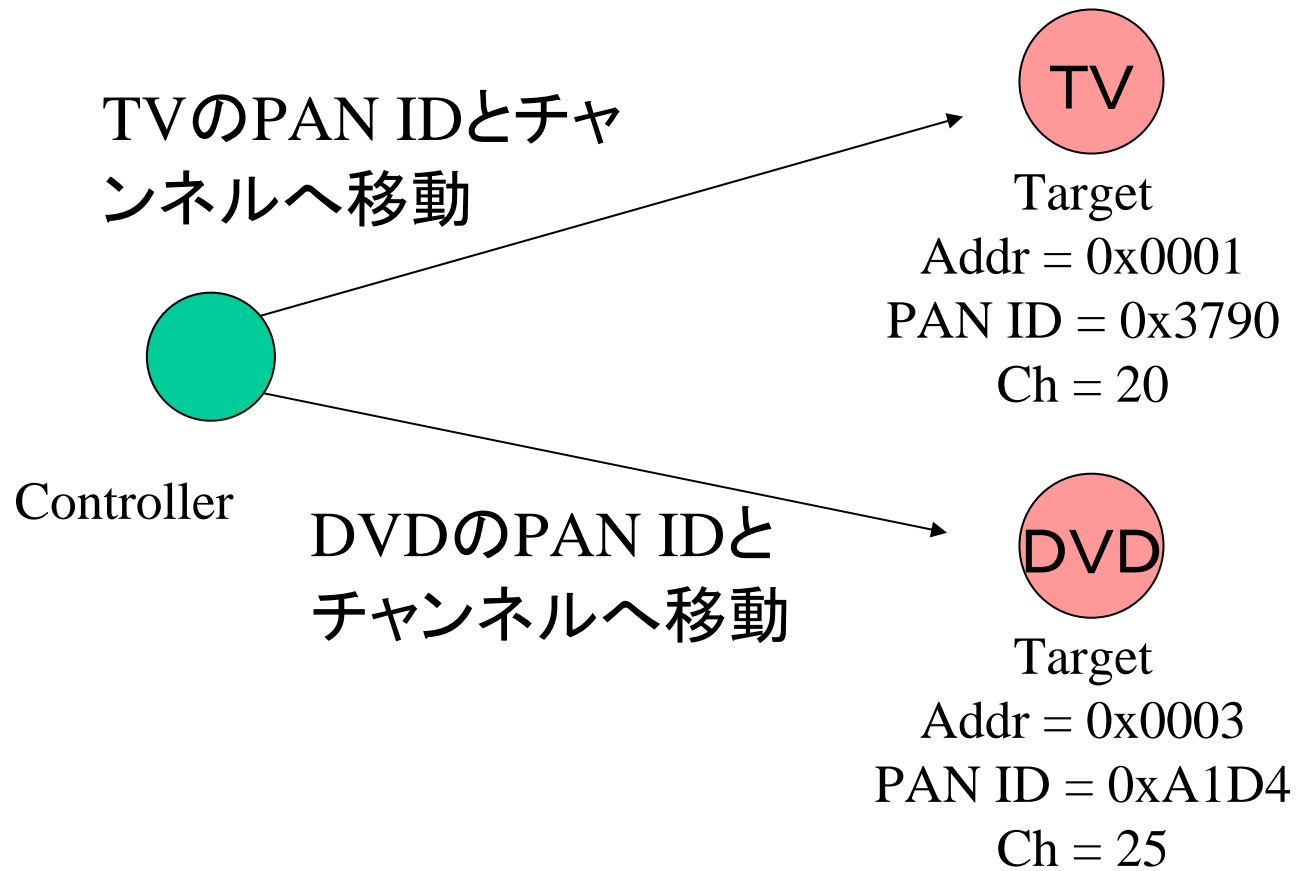 TVのPAN IDとチャ
ンネルへ移動
TV
Target
Addr = 0x0001
PAN ID = 0x3790
Ch = 20
Controller
DVDのPAN IDと
チャンネルへ移動
DVD
Target
Addr = 0x0003
PAN ID = 0xA1D4
Ch = 25